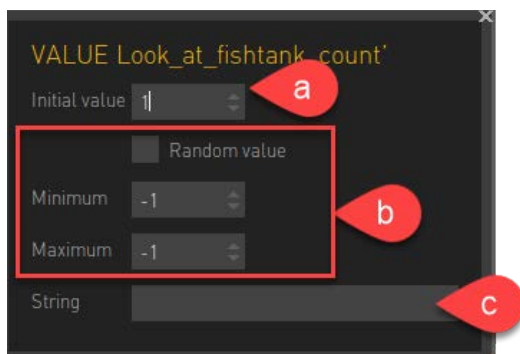 VALUE Look_at_fishtank_count'
Initial value 1 a
Random value
Minimum -1
b
Maximum -1
String c